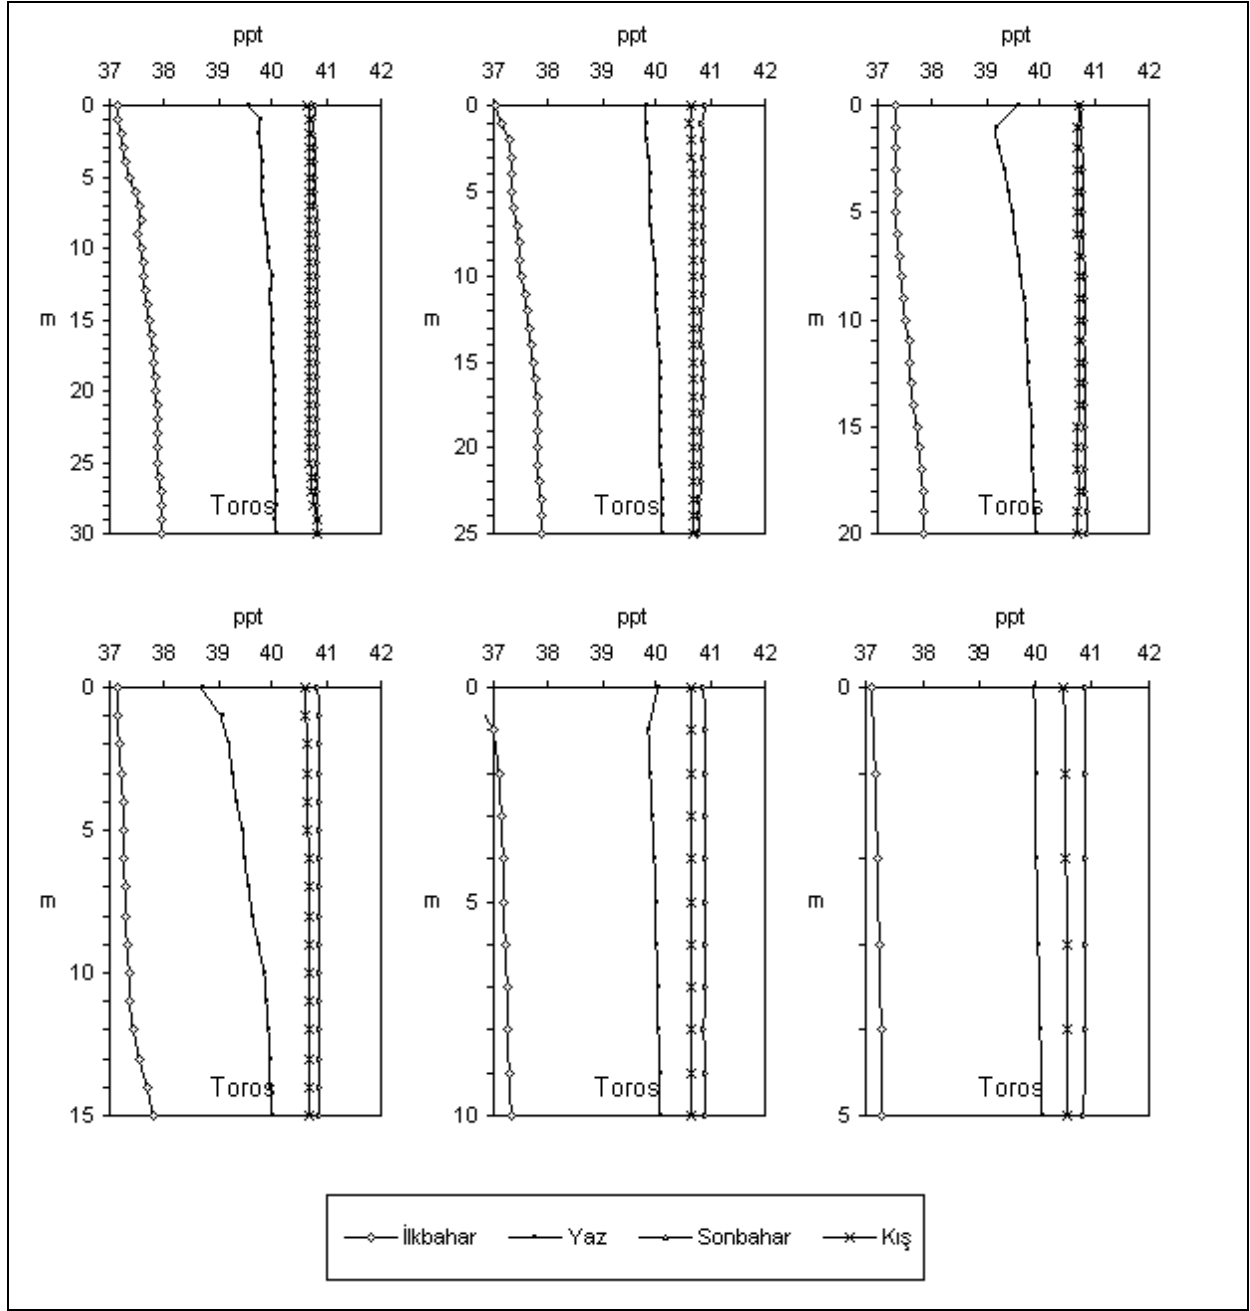 ppt ppt ppt
37 38 39 40 41 42 37 38 39 40 41 42 37 38 39 40 41 42
0 0 0
5 5 5
10 10 10
m 15 m 15 m
20 20 15
25
Toros Toros Toros
30 25 20
ppt ppt ppt
37 38 39 40 41 42 37 38 39 40 41 42 37 38 39 40 41 42
0 0 0
5
m m 5 m
10
Toros Toros Toros
15 10 5
İlkbahar Yaz Sonbahar Kış